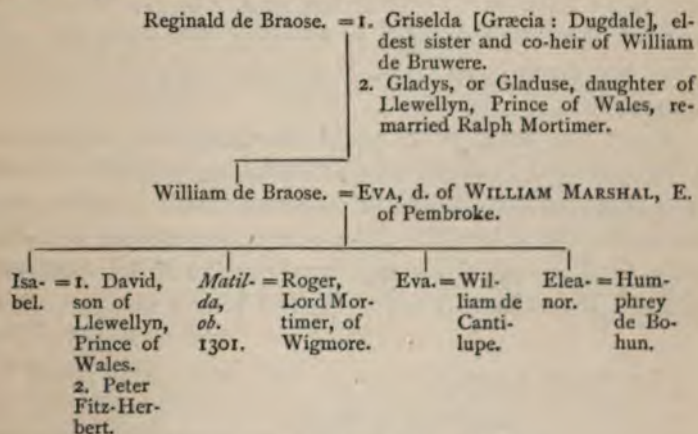 Reginald de Braose. = 1. Griselda [Græcia : Dugdale], el-
dest sister and co-heir of William
de Bruwere.
2. Gladys, or Gladuse, daughter of
Llewellyn, Prince of Wales, re-
married Ralph Mortimer.
William de Braose. = EVA, d. of WILLIAM MARSHAL, E.
of Pembroke.
Isa-
bel.
= 1. David,
son of
Llewellyn,
Prince of
Wales.
2. Peter
Fitz-Her-
bert.
Matil-
da,
ob.
1301.
= Roger,
Lord Mor-
timer, of
Wigmore.
Eva. = Wil-
liam de
Canti-
lupe.
Elea-
nor.
= Hum-
phrey
de Bo-
hun.